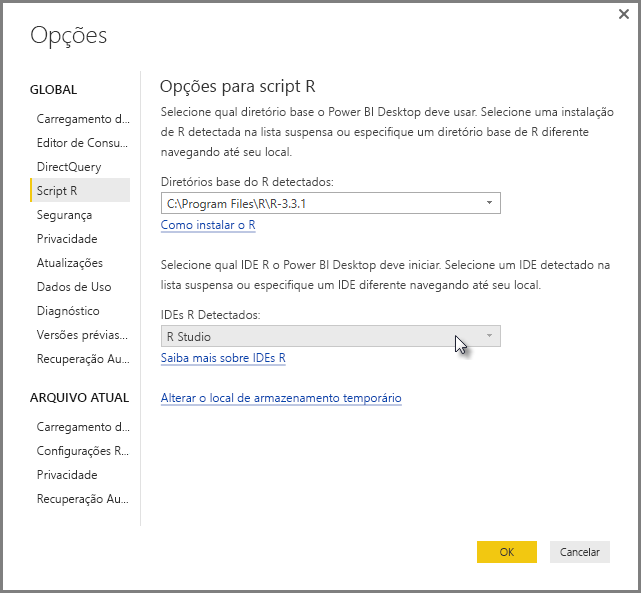 Opções
GLOBAL
Carregamento d...
Editor de Consu...
DirectQuery
Script R
Segurança
Privacidade
Atualizações
Dados de Uso
Diagnóstico
Versões prévias...
Recuperação Au...
ARQUIVO ATUAL
Carregamento d...
Configurações R...
Privacidade
Recuperação Au...
Opções para script R
Selecione qual diretório base o Power BI Desktop deve usar. Selecione uma instalação
de R detectada na lista suspensa ou especifique um diretório base de R diferente
navegando até seu local.
Diretórios base do R detectados:
C:\Program Files\R\R-3.3.1
Como instalar o R
Selecione qual IDE R o Power BI Desktop deve iniciar. Selecione um IDE detectado na
lista suspensa ou especifique um IDE diferente navegando até seu local.
IDEs R Detectados:
R Studio
Saiba mais sobre IDEs R
Alterar o local de armazenamento temporário
OK
Cancelar